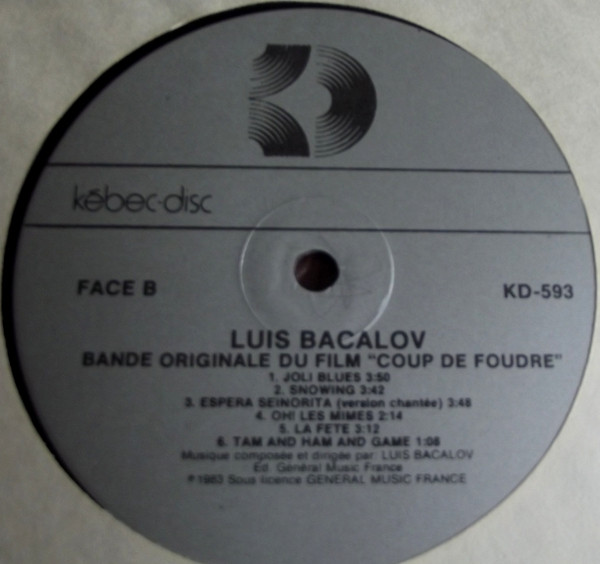 kébec-disc
FACE B
KD-593
LUIS BACALOV
BANDE ORIGINALE DU FILM "COUP DE FOUDRE"
1. JOLI BLUES 3:50
2. SNOWING 3:42
3. ESPERA SEINORITA (version chantée) 3:48
4. OH! LES MIMES 2:14
5. LA FETE 3:12
6. TAM AND HAM AND GAME 1:08
Musique composée et dirigée par: LUIS BACALOV
Ed. Général Music France
℗ 1983 Sous licence GENERAL MUSIC FRANCE